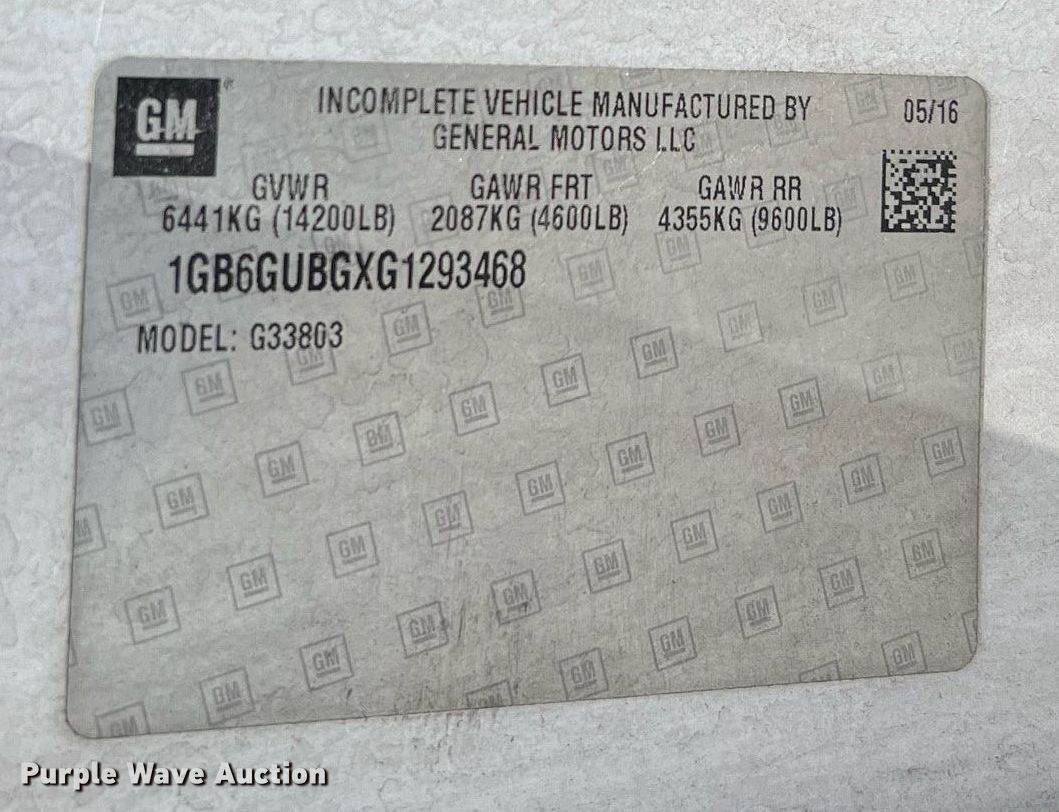 GM
INCOMPLETE VEHICLE MANUFACTURED BY
GENERAL MOTORS LLC
05/16
GVWR GAWR FRT GAWR RR
6441KG (14200LB) 2087KG (4600LB) 4355KG (9600LB)
1GB6GUBGXG1293468
MODEL: G33803
Purple Wave Auction